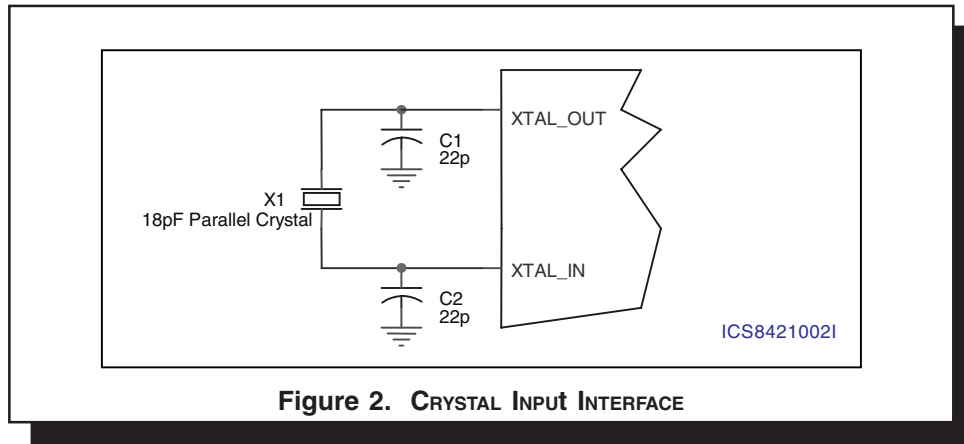 XTAL_OUT
C1
22p
X1
18pF Parallel Crystal
XTAL_IN
C2
22p
ICS8421002I
Figure 2. CRYSTAL INPUt INTERFACE